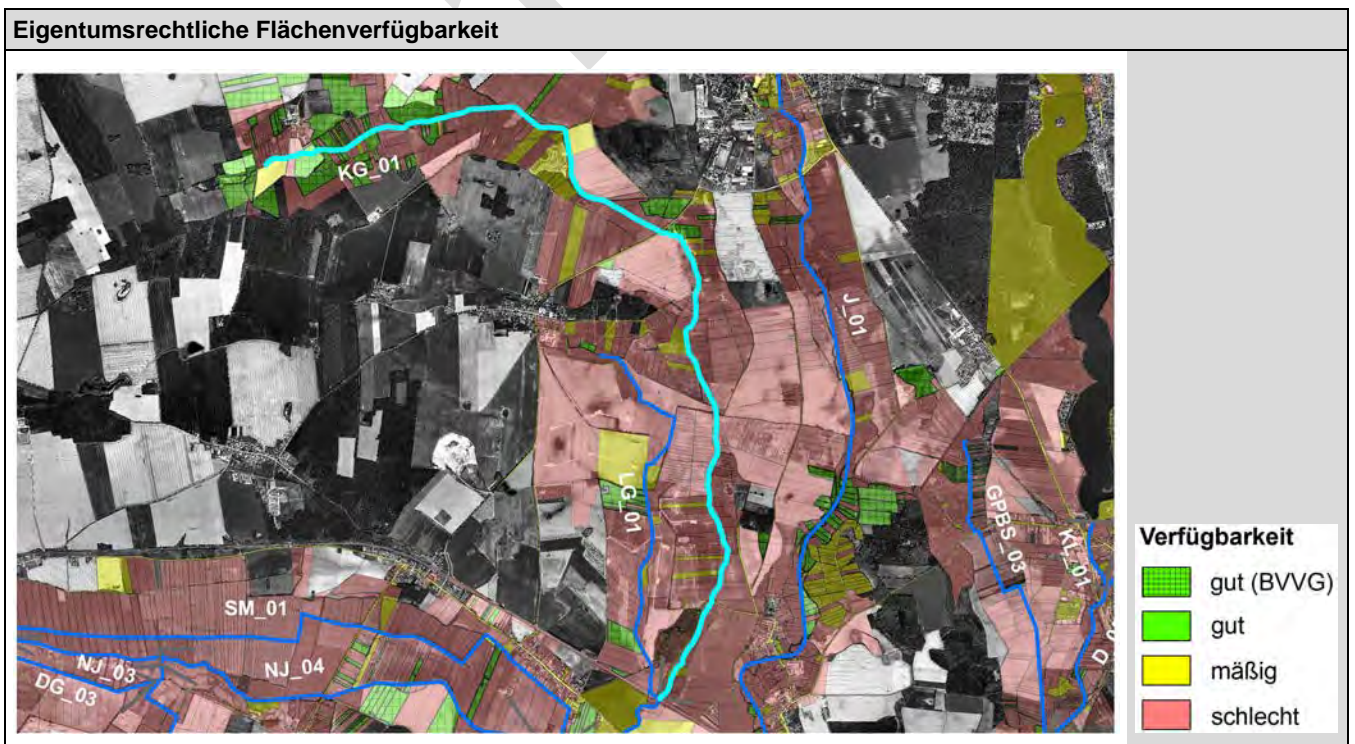 Eigentumsrechtliche Flächenverfügbarkeit
KG_01
J_01
LG_01
GPBS_03
KL_01
SM_01
NJ_03
NJ_04
DG_03
Verfügbarkeit
gut (BVVG)
gut
mäßig
schlecht